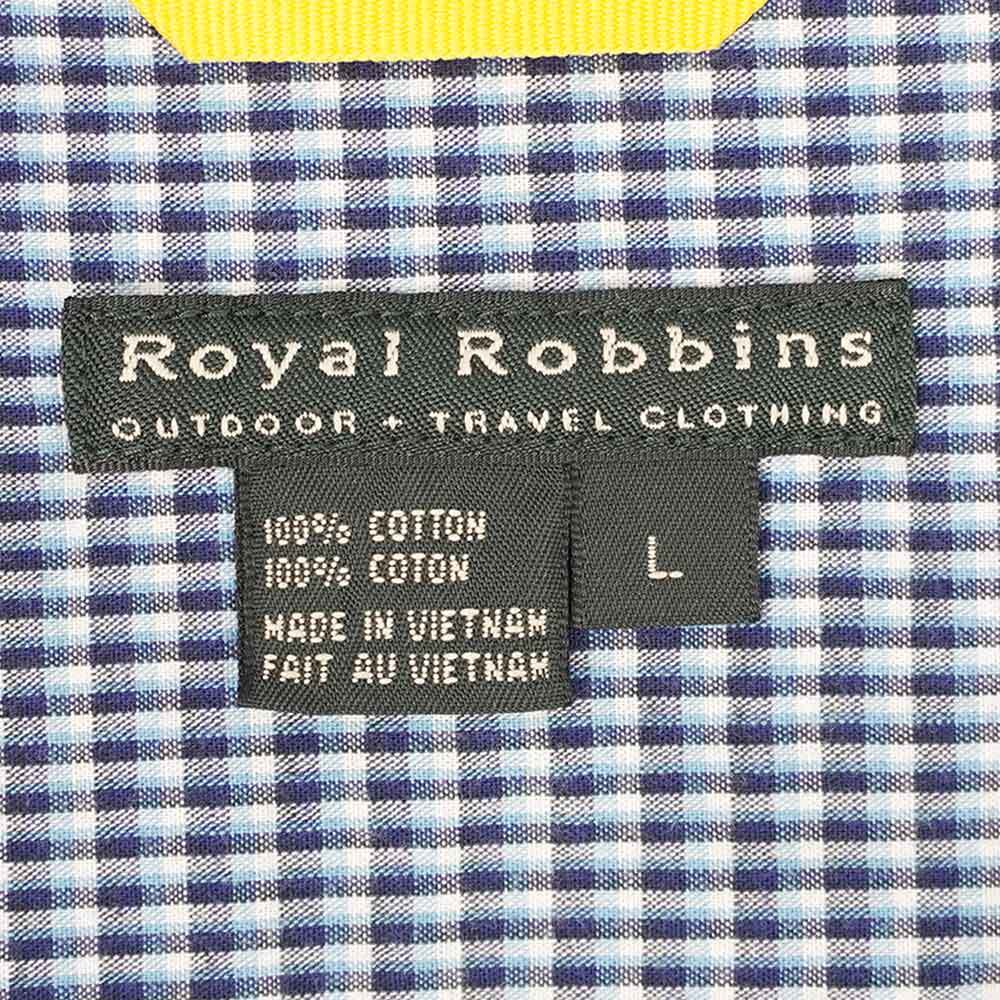 Royal Robbins
OUTDOOR + TRAVEL CLOTHING
100% COTTON
100% COTON
MADE IN VIETNAM
FAIT AU VIETNAM
L